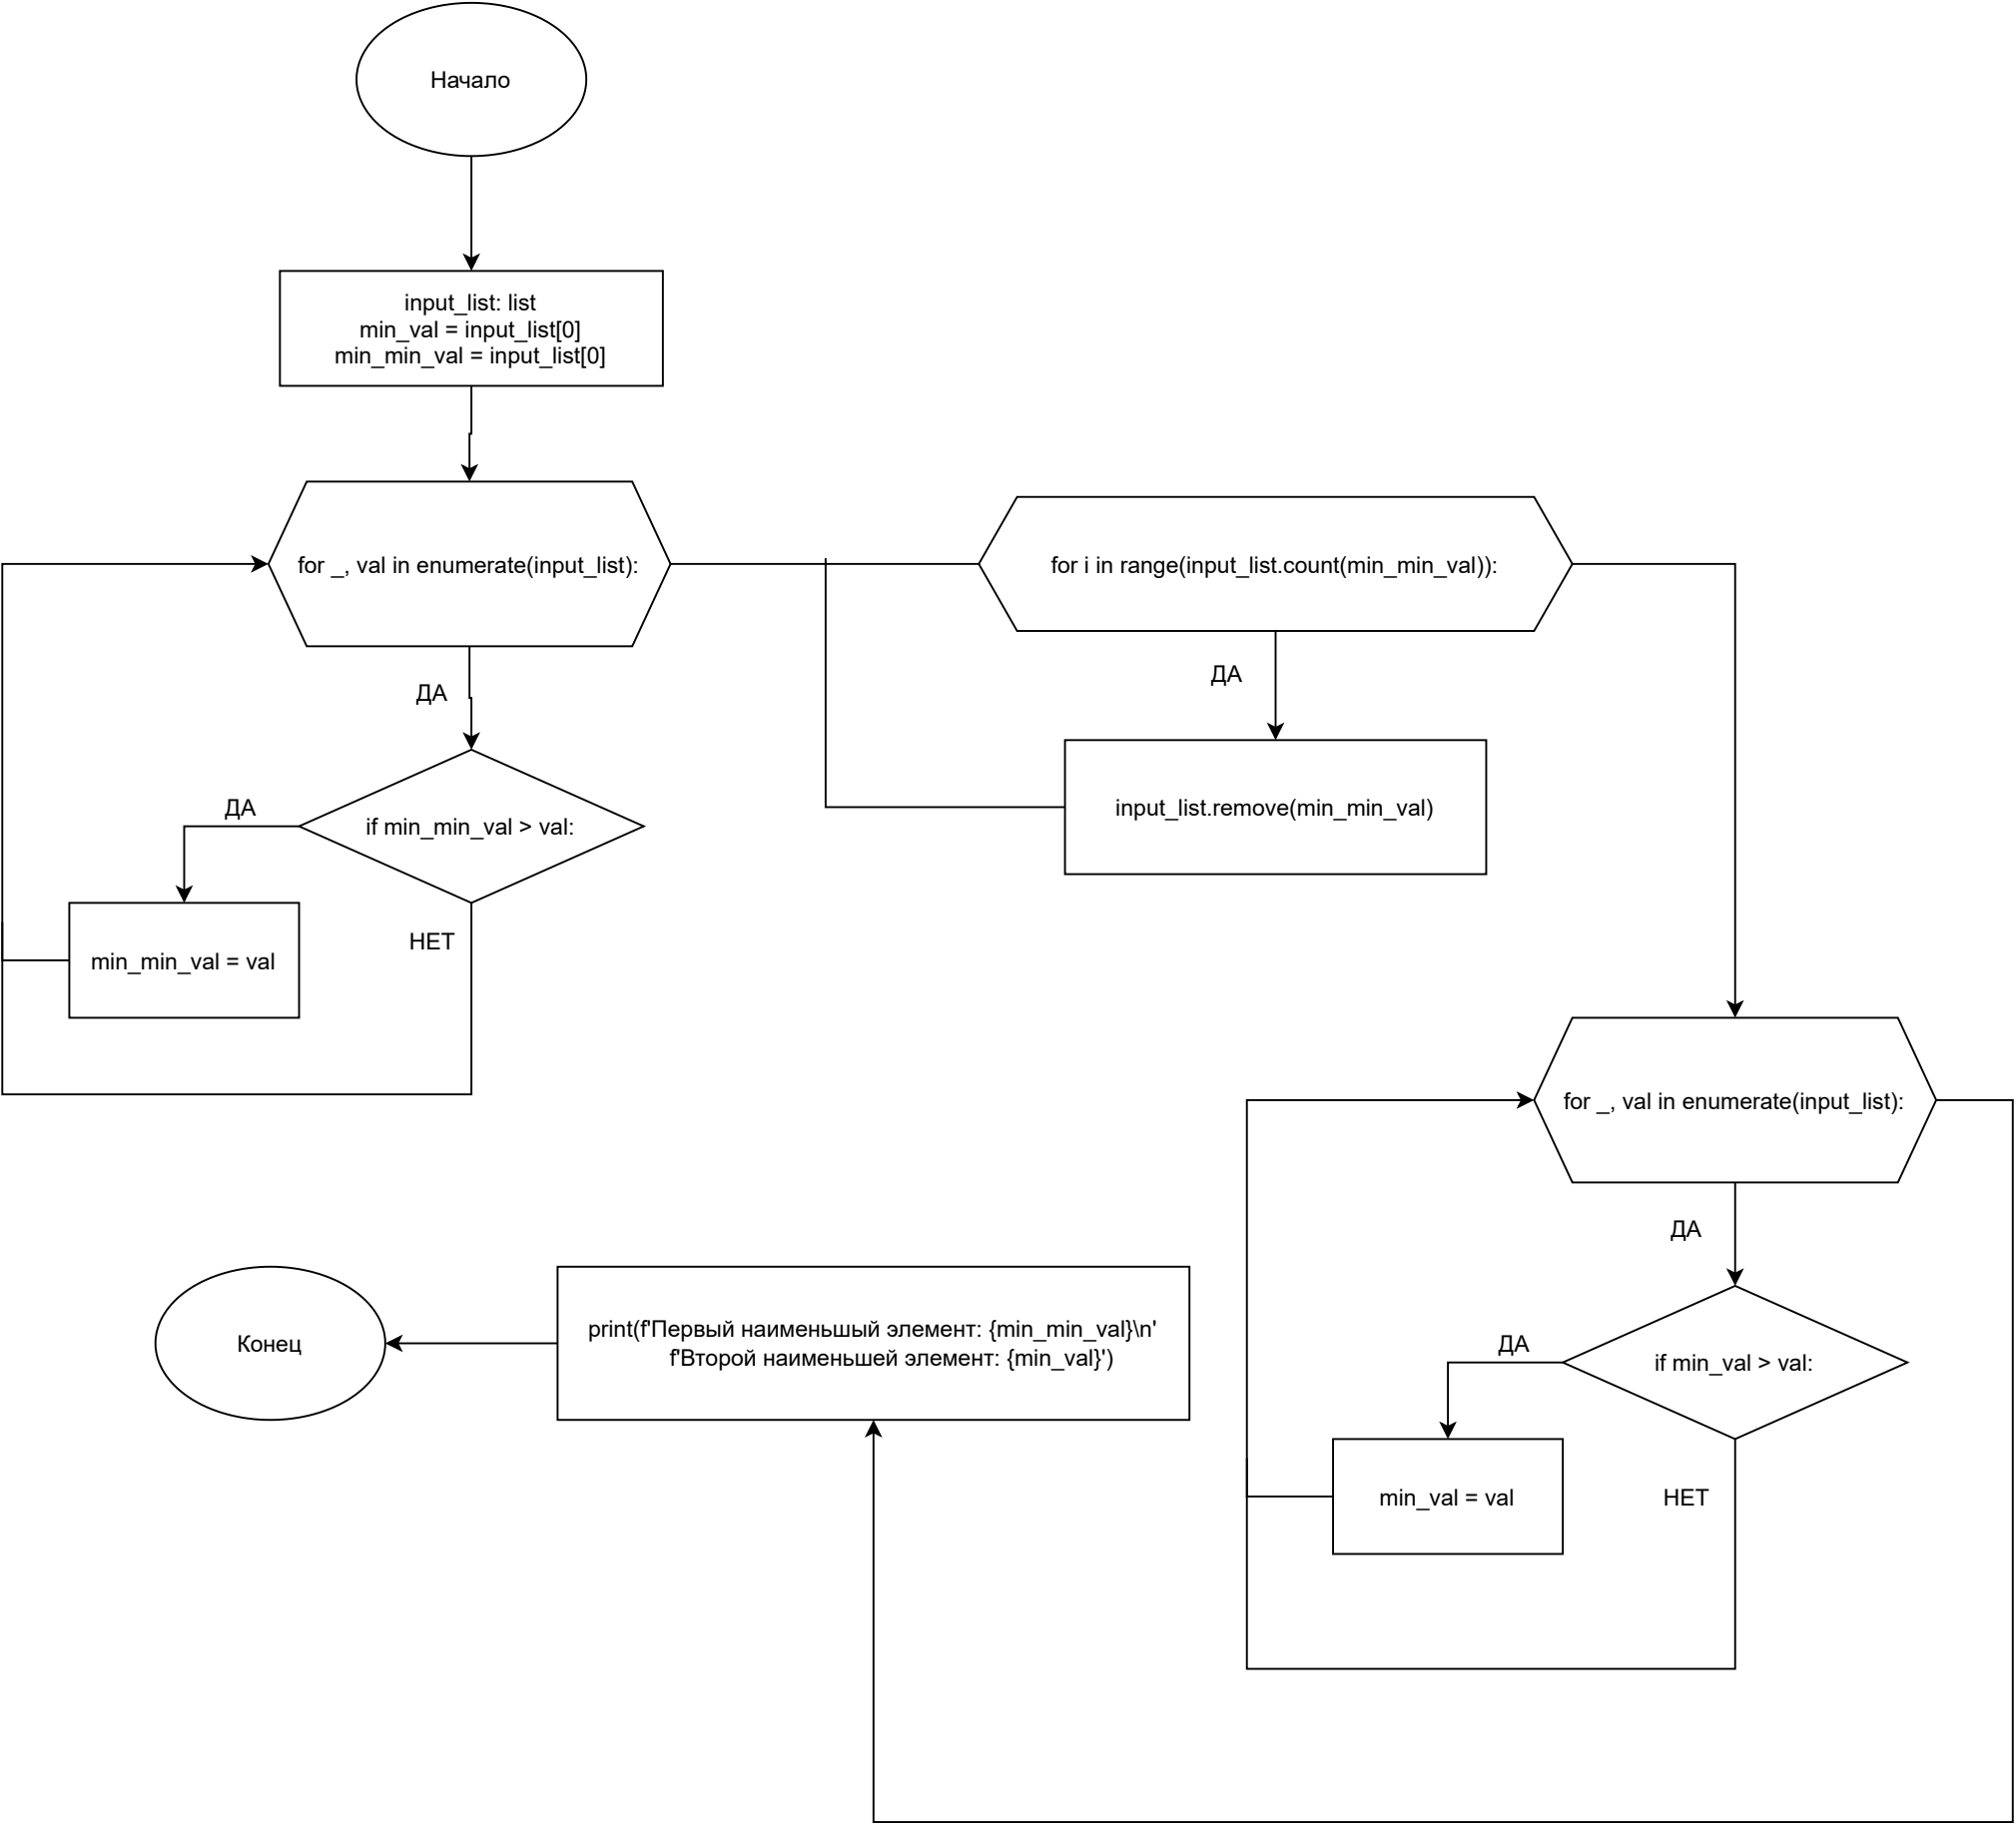 Начало
input_list: list
min_val = input_list[0]
min_min_val = input_list[0]
for _, val in enumerate(input_list):
ДА
if min_min_val > val:
ДА
min_min_val = val
НЕТ
for i in range(input_list.count(min_min_val)):
ДА
input_list.remove(min_min_val)
for _, val in enumerate(input_list):
ДА
if min_val > val:
ДА
min_val = val
НЕТ
print(f'Первый наименьшый элемент: {min_min_val}\n'
f'Второй наименьшей элемент: {min_val}')
Конец